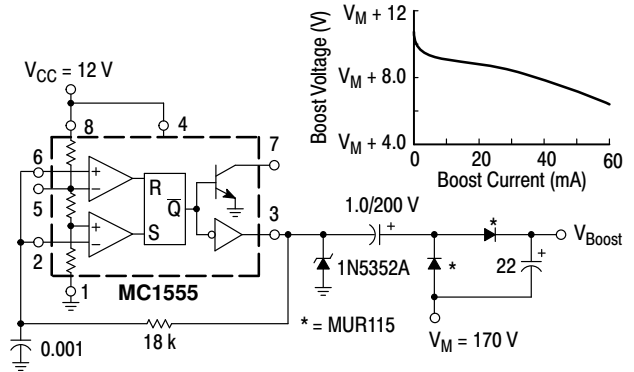 V_CC = 12 V
8
4
6
5
2
1
7
3
+
−
+
−
R
Q̅
S
MC1555
0.001
18 k
1N5352A
1.0/200 V
+
*
*
* = MUR115
22
+
V_Boost
V_M = 170 V
Boost Voltage (V)
V_M + 12
V_M + 8.0
V_M + 4.0
0
20
40
60
Boost Current (mA)